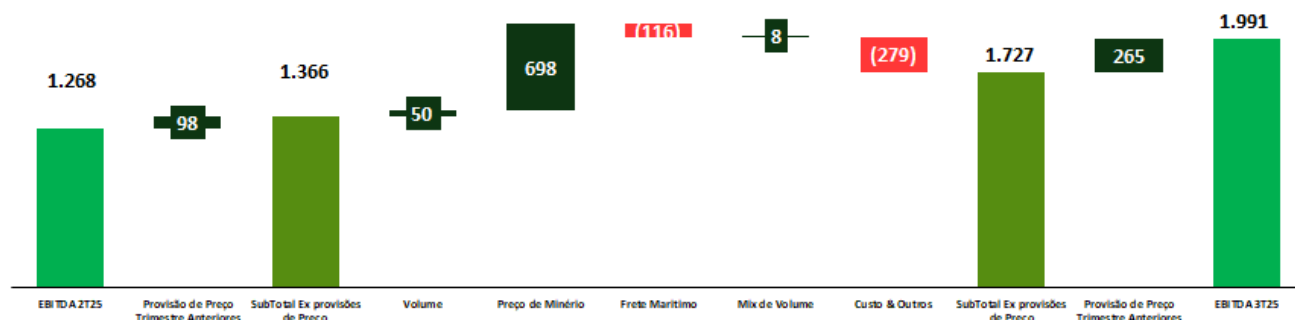 1.268
98
1.366
50
698
(116)
8
(279)
1.727
265
1.991
EBITDA 2T25
Provisão de Preço
Trimestre Anteriores
SubTotal Ex provisões
de Preço
Volume
Preço de Minério
Frete Maritimo
Mix de Volume
Custo & Outros
SubTotal Ex provisões
de Preço
Provisão de Preço
Trimestre Anteriores
EBITDA 3T25